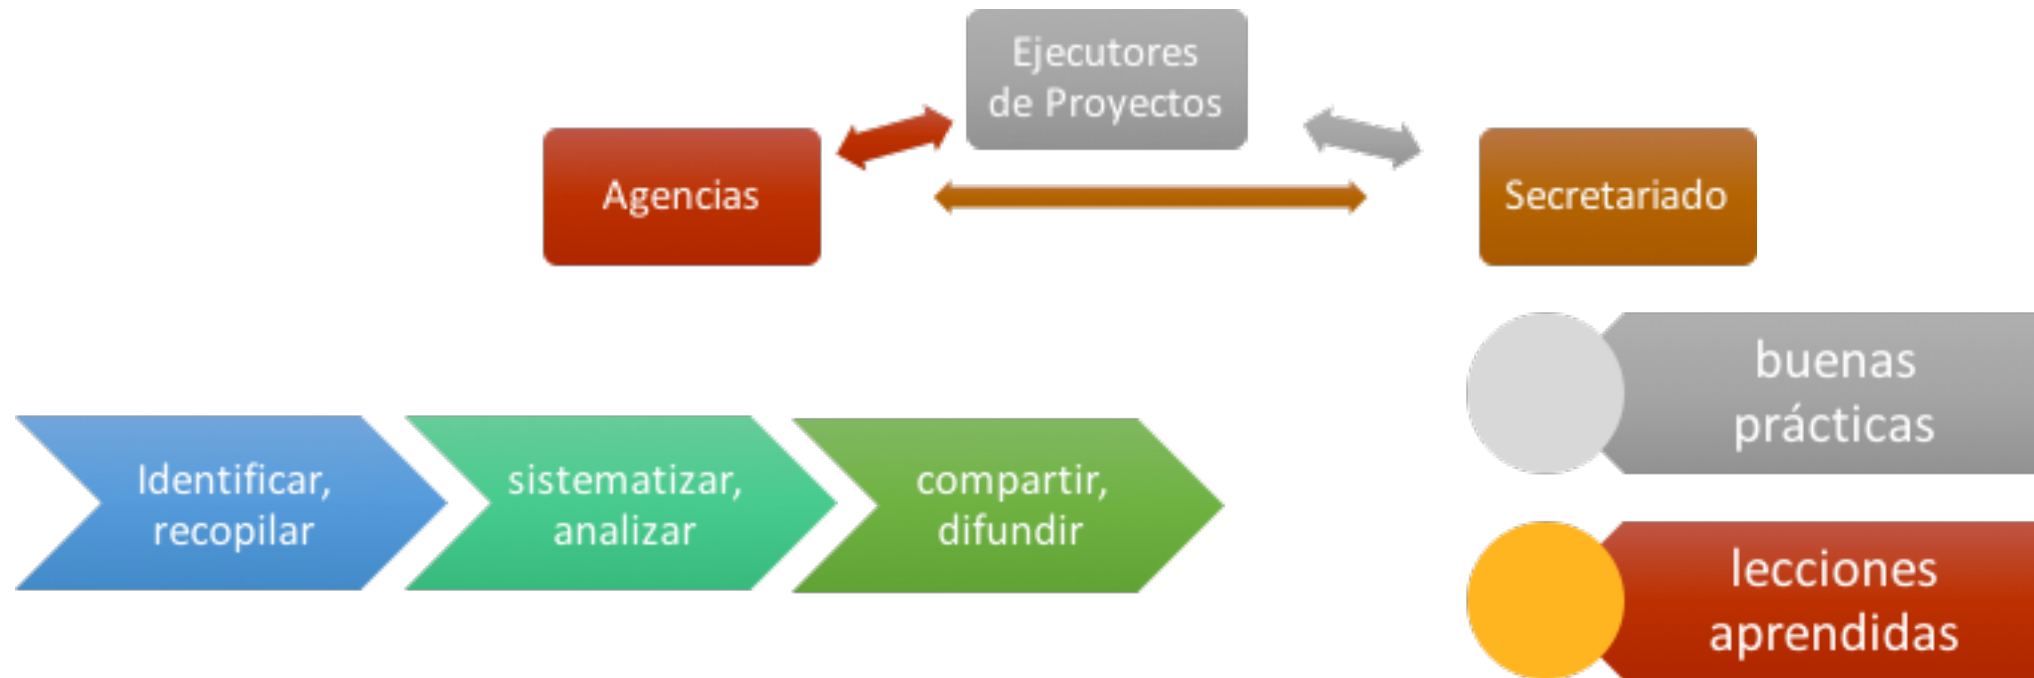 Ejecutores
de Proyectos
Agencias
Secretariado
Identificar,
recopilar
sistematizar,
analizar
compartir,
difundir
buenas
prácticas
lecciones
aprendidas